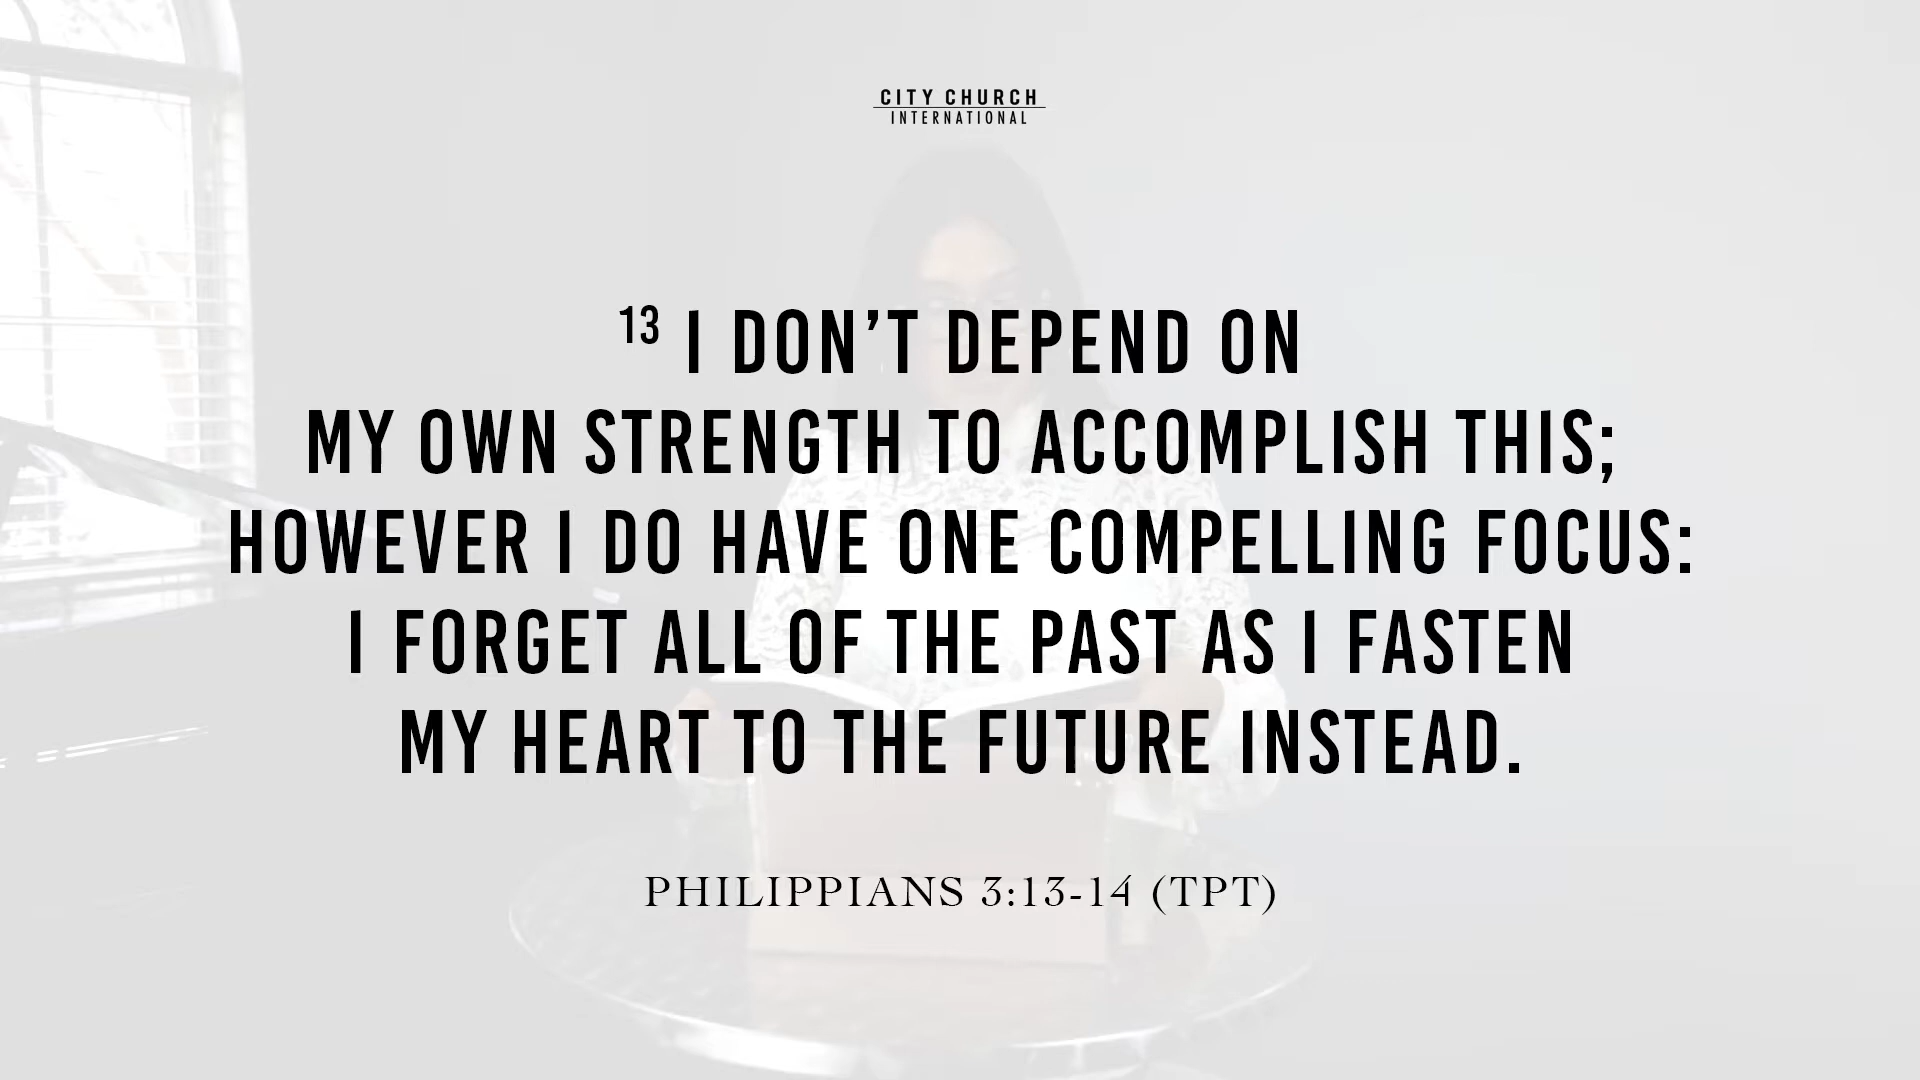 CITY CHURCH
INTERNATIONAL
13 I DON’T DEPEND ON
MY OWN STRENGTH TO ACCOMPLISH THIS;
HOWEVER I DO HAVE ONE COMPELLING FOCUS:
I FORGET ALL OF THE PAST AS I FASTEN
MY HEART TO THE FUTURE INSTEAD.
PHILIPPIANS 3:13-14 (TPT)